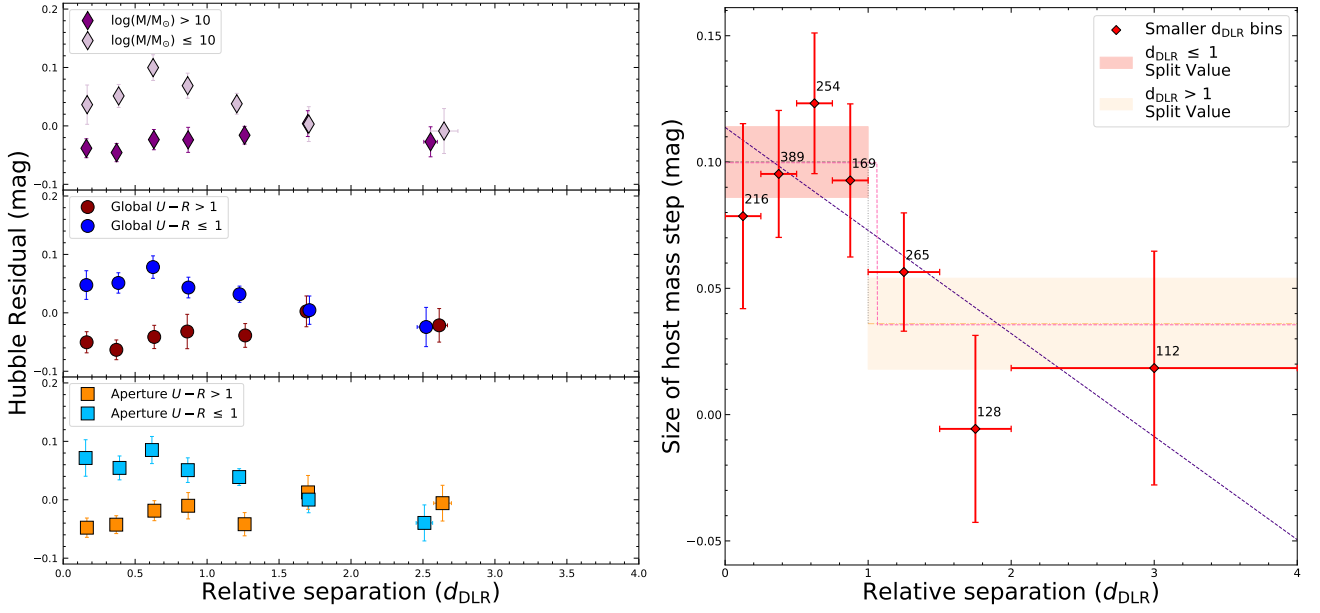 Hubble Residual (mag)
0.2
0.1
0.0
−0.1
log(M/M⊙) > 10
log(M/M⊙) ≤ 10
0.1
0.0
−0.1
Global U − R > 1
Global U − R ≤ 1
0.1
0.0
−0.1
Aperture U − R > 1
Aperture U − R ≤ 1
0.0 0.5 1.0 1.5 2.0 2.5 3.0 3.5 4.0
Relative separation (dDLR)
Size of host mass step (mag)
0.15
0.10
0.05
0.00
−0.05
Smaller dDLR bins
dDLR ≤ 1
Split Value
dDLR > 1
Split Value
254
389
169
216
265
112
128
0 1 2 3 4
Relative separation (dDLR)